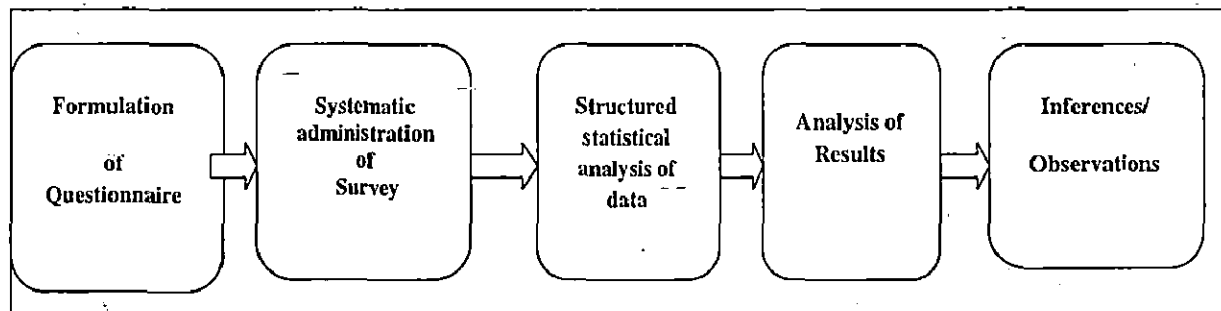 Formulation
of
Questionnaire
Systematic
administration
of
Survey
Structured
statistical
analysis of
data
Analysis of
Results
Inferences/
Observations